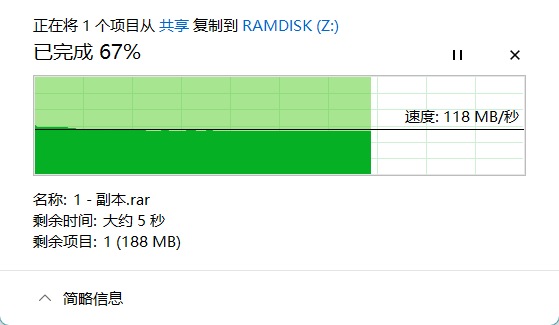 正在将 1 个项目从 共享 复制到 RAMDISK (Z:)
已完成 67%
速度: 118 MB/秒
名称: 1 - 副本.rar
剩余时间: 大约 5 秒
剩余项目: 1 (188 MB)
简略信息